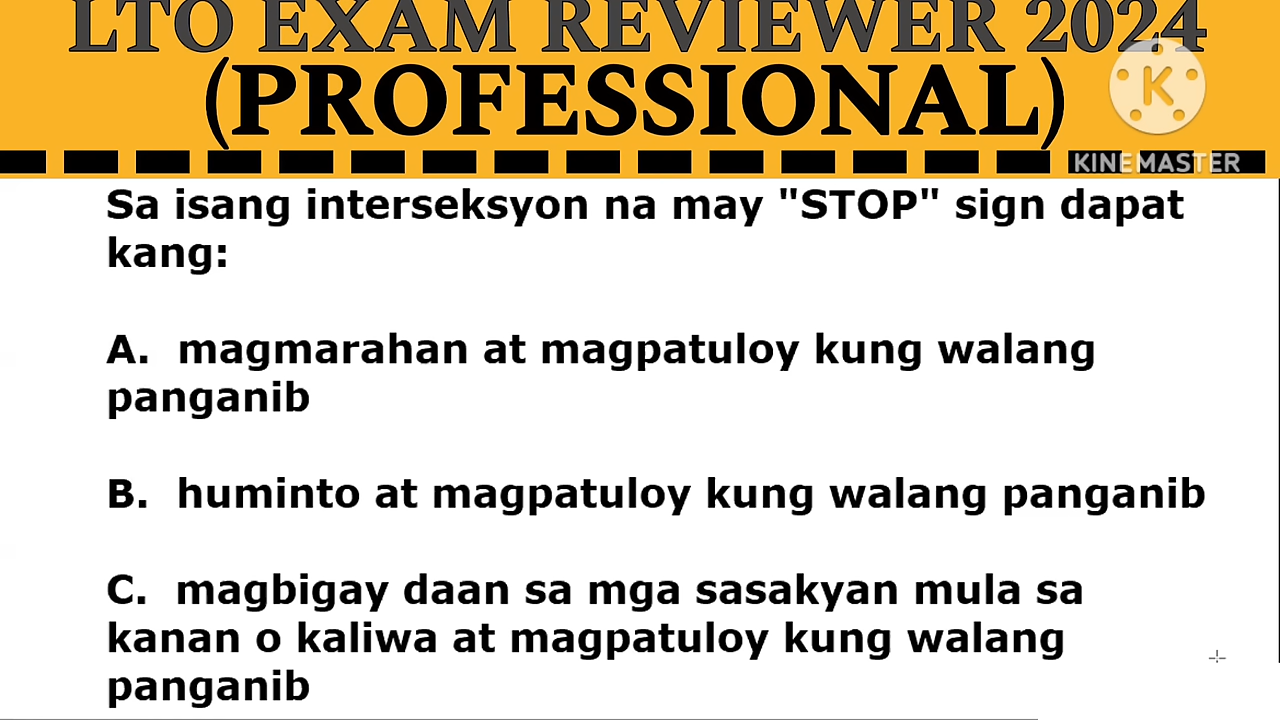 LTO EXAM REVIEWER 2024
(PROFESSIONAL)
K
KINEMASTER
Sa isang interseksyon na may "STOP" sign dapat
kang:
A. magmarahan at magpatuloy kung walang
panganib
B. huminto at magpatuloy kung walang panganib
C. magbigay daan sa mga sasakyan mula sa
kanan o kaliwa at magpatuloy kung walang
panganib